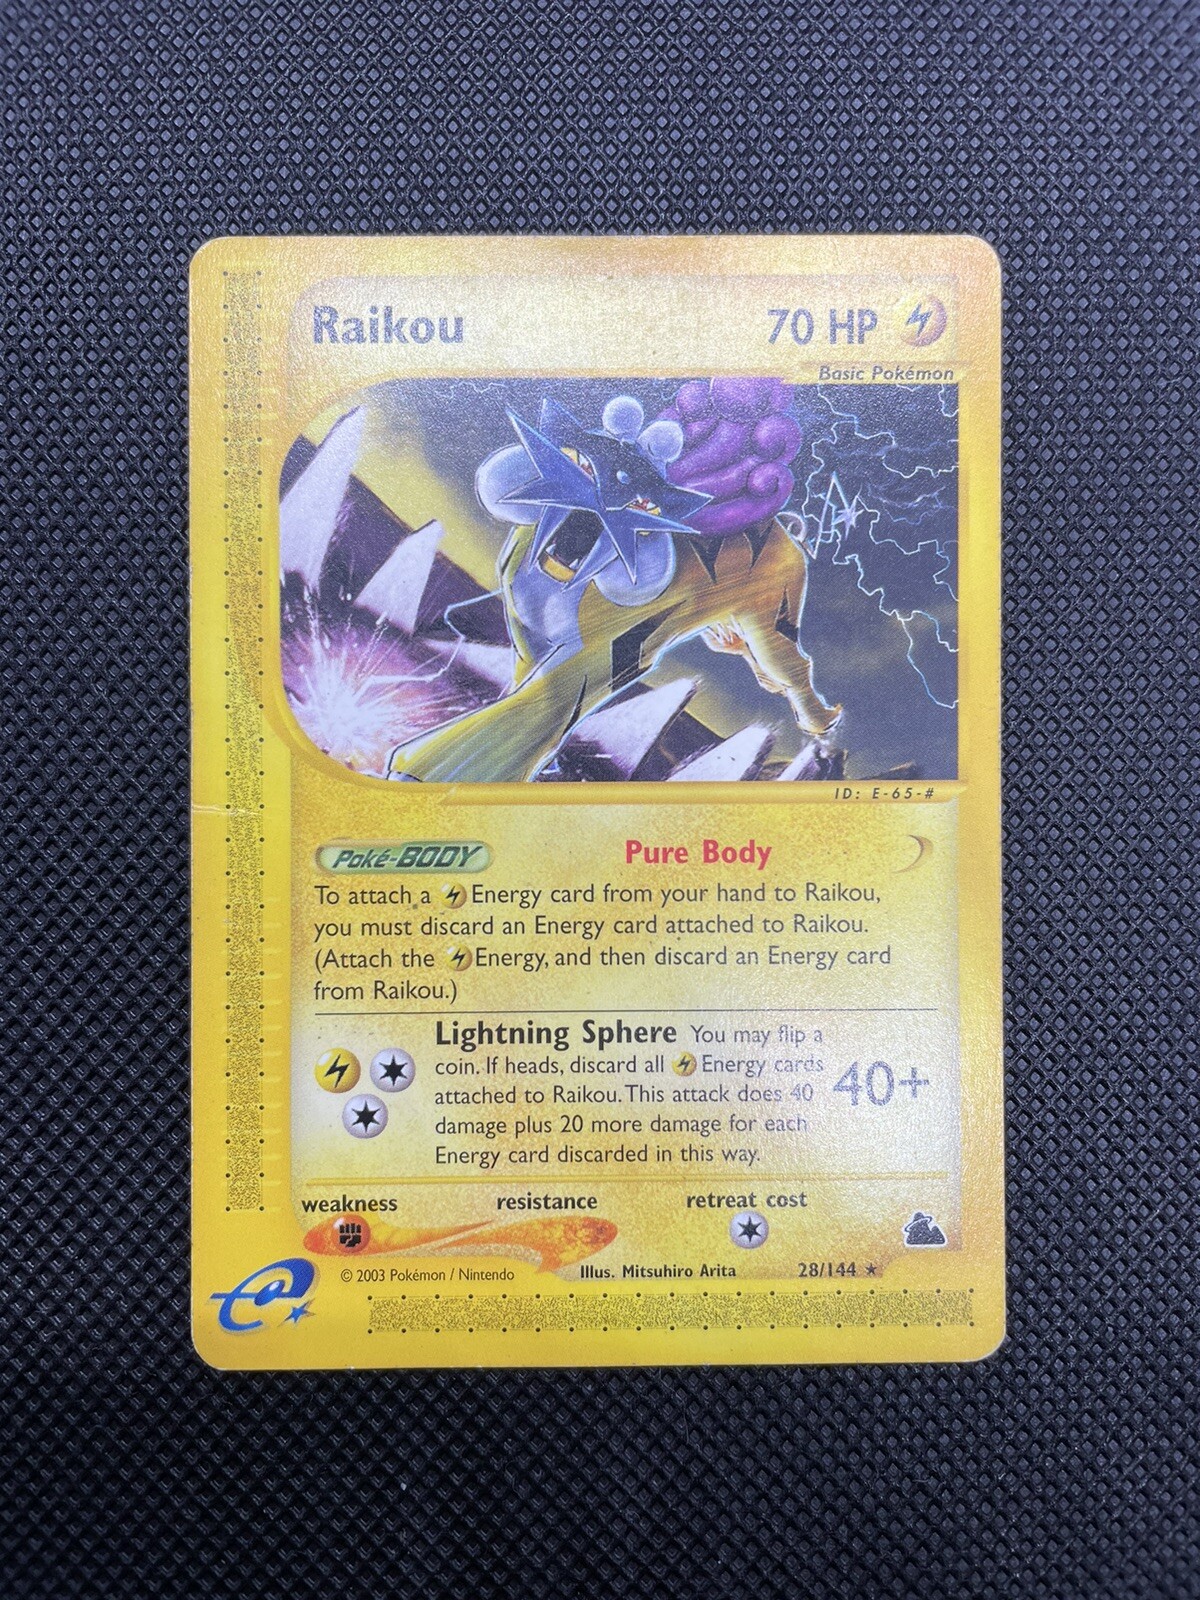 Raikou
70 HP
Basic Pokémon
ID: E-65-#
Poké-BODY
Pure Body
To attach a Energy card from your hand to Raikou,
you must discard an Energy card attached to Raikou.
(Attach the Energy, and then discard an Energy card
from Raikou.)
Lightning Sphere You may flip a
coin. If heads, discard all Energy cards
attached to Raikou. This attack does 40
damage plus 20 more damage for each
Energy card discarded in this way.
40+
weakness resistance retreat cost
© 2003 Pokémon / Nintendo Illus. Mitsuhiro Arita 28/144 ★